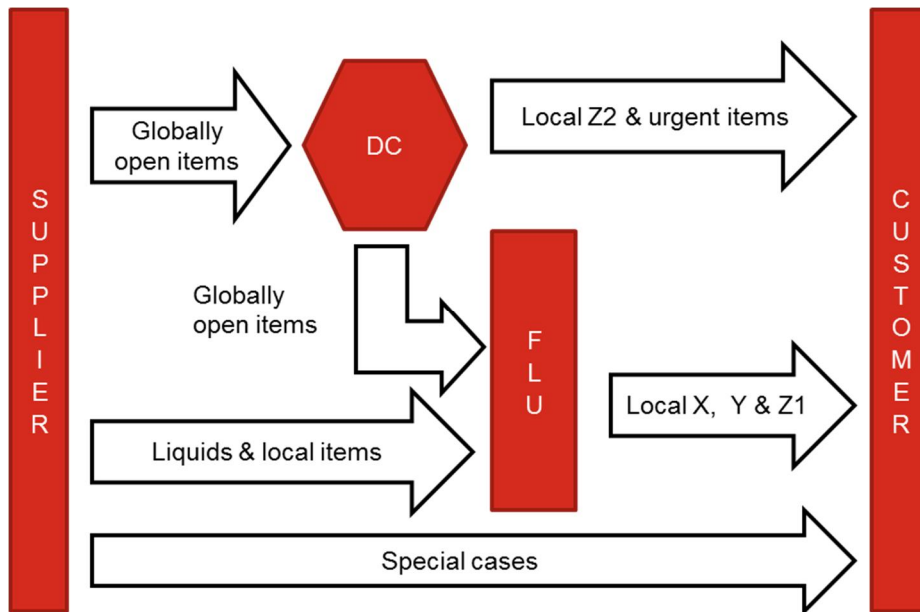 SUPPLIER
Globally
open items
DC
Local Z2 & urgent items
CUSTOMER
Globally
open items
FLU
Local X, Y & Z1
Liquids & local items
Special cases